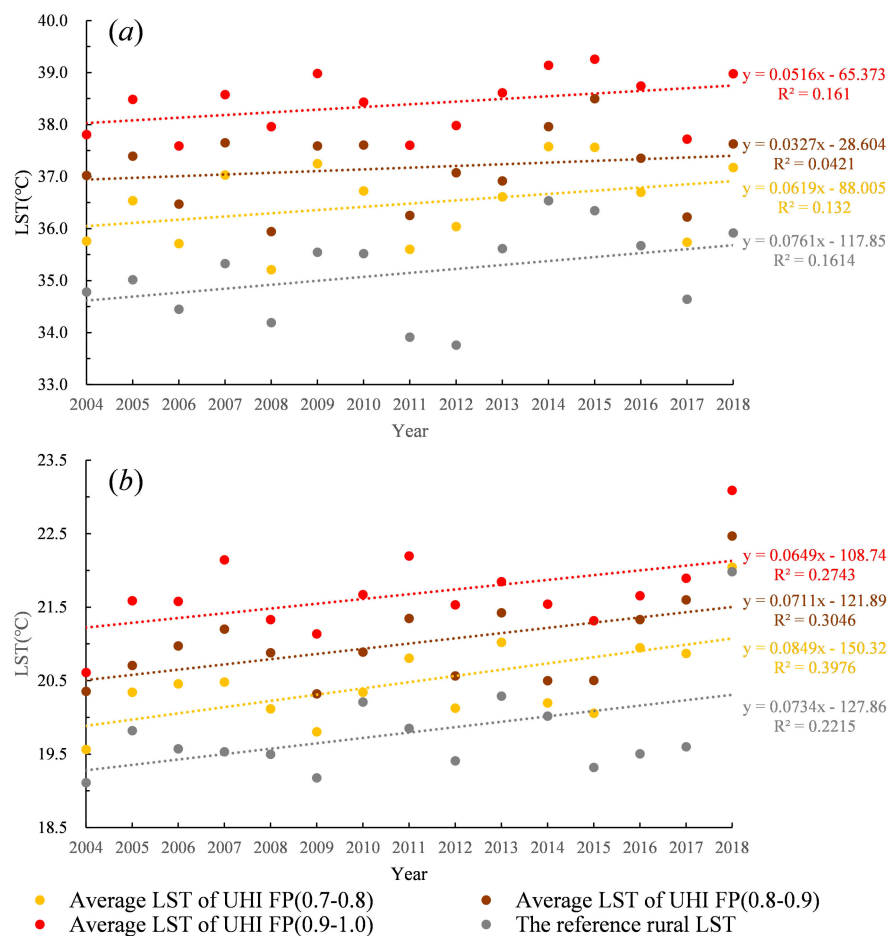 (a)
40.0
39.0
38.0
37.0
36.0
35.0
34.0
33.0
LST(℃)
y = 0.0516x - 65.373
R² = 0.161
y = 0.0327x - 28.604
R² = 0.0421
y = 0.0619x - 88.005
R² = 0.132
y = 0.0761x - 117.85
R² = 0.1614
2004 2005 2006 2007 2008 2009 2010 2011 2012 2013 2014 2015 2016 2017 2018
Year
(b)
23.5
22.5
21.5
20.5
19.5
18.5
LST(℃)
y = 0.0649x - 108.74
R² = 0.2743
y = 0.0711x - 121.89
R² = 0.3046
y = 0.0849x - 150.32
R² = 0.3976
y = 0.0734x - 127.86
R² = 0.2215
2004 2005 2006 2007 2008 2009 2010 2011 2012 2013 2014 2015 2016 2017 2018
Year
Average LST of UHI FP(0.7-0.8) Average LST of UHI FP(0.8-0.9)
Average LST of UHI FP(0.9-1.0) The reference rural LST